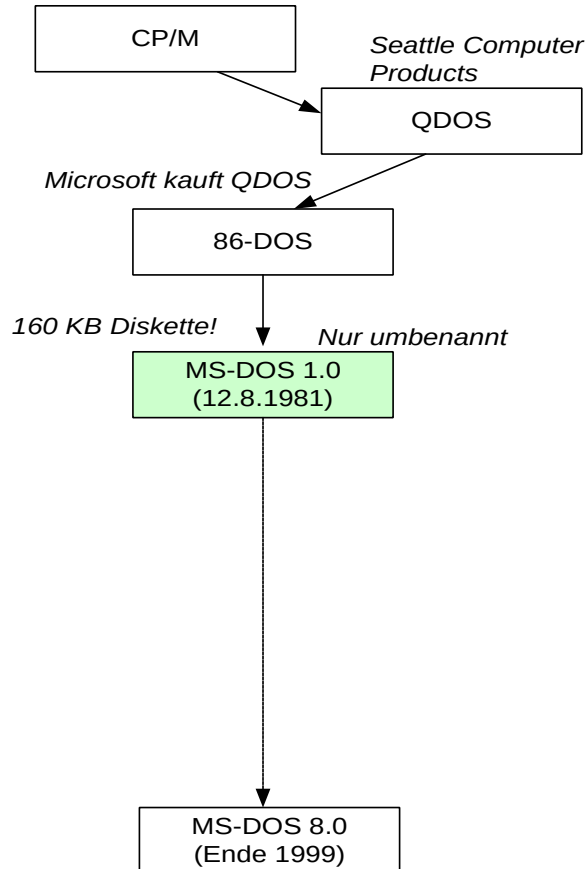 CP/M
Seattle Computer
Products
QDOS
Microsoft kauft QDOS
86-DOS
160 KB Diskette!
Nur umbenannt
MS-DOS 1.0
(12.8.1981)
MS-DOS 8.0
(Ende 1999)